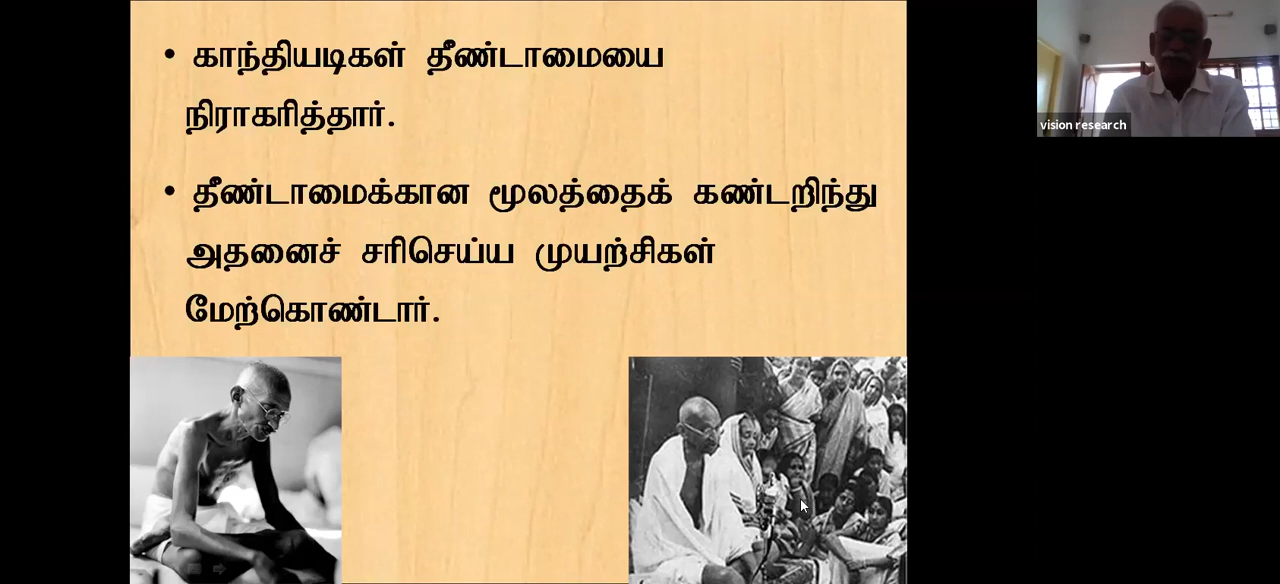 • காந்தியடிகள் தீண்டாமையை
நிராகரித்தார்.
• தீண்டாமைக்கான மூலத்தைக் கண்டறிந்து
அதனைச் சரிசெய்ய முயற்சிகள்
மேற்கொண்டார்.
vision research